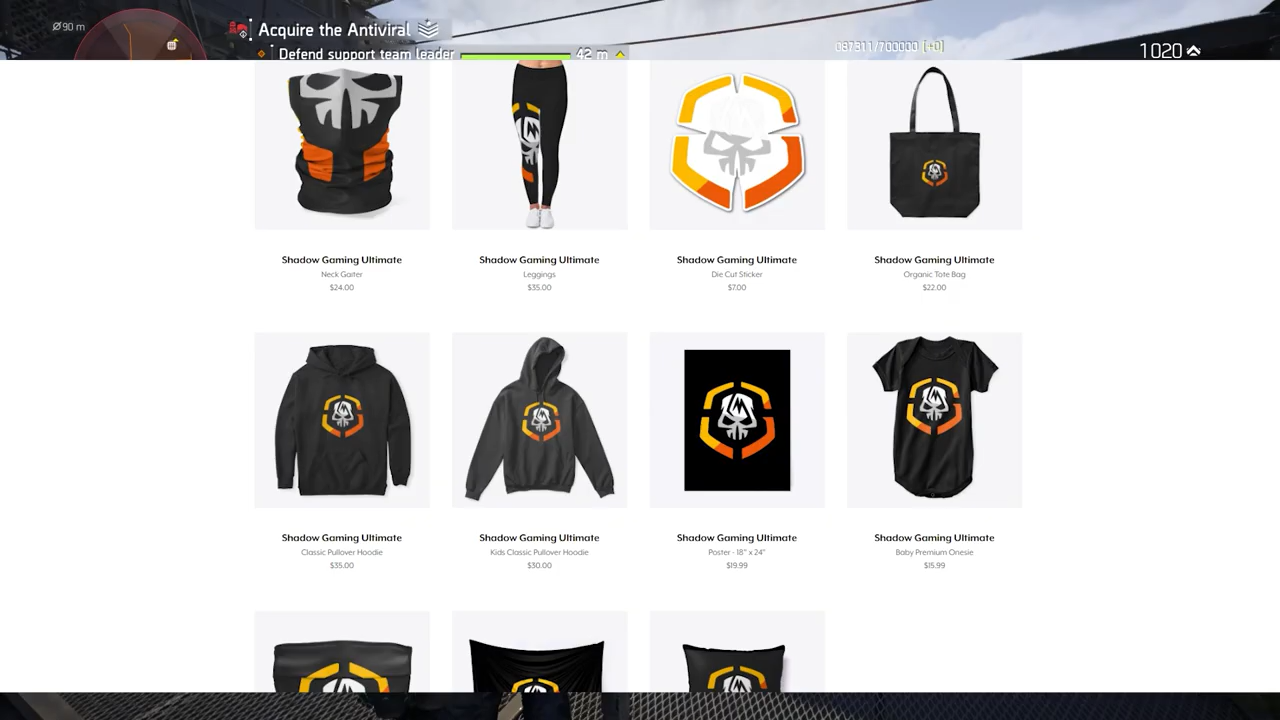 90 m
Acquire the Antiviral
Defend support team leader
42 m
087311/700000 [+0]
1020
Shadow Gaming Ultimate
Neck Gaiter
$24.00
Shadow Gaming Ultimate
Leggings
$35.00
Shadow Gaming Ultimate
Die Cut Sticker
$7.00
Shadow Gaming Ultimate
Organic Tote Bag
$22.00
Shadow Gaming Ultimate
Classic Pullover Hoodie
$35.00
Shadow Gaming Ultimate
Kids Classic Pullover Hoodie
$30.00
Shadow Gaming Ultimate
Poster - 18" x 24"
$19.99
Shadow Gaming Ultimate
Baby Premium Onesie
$15.99